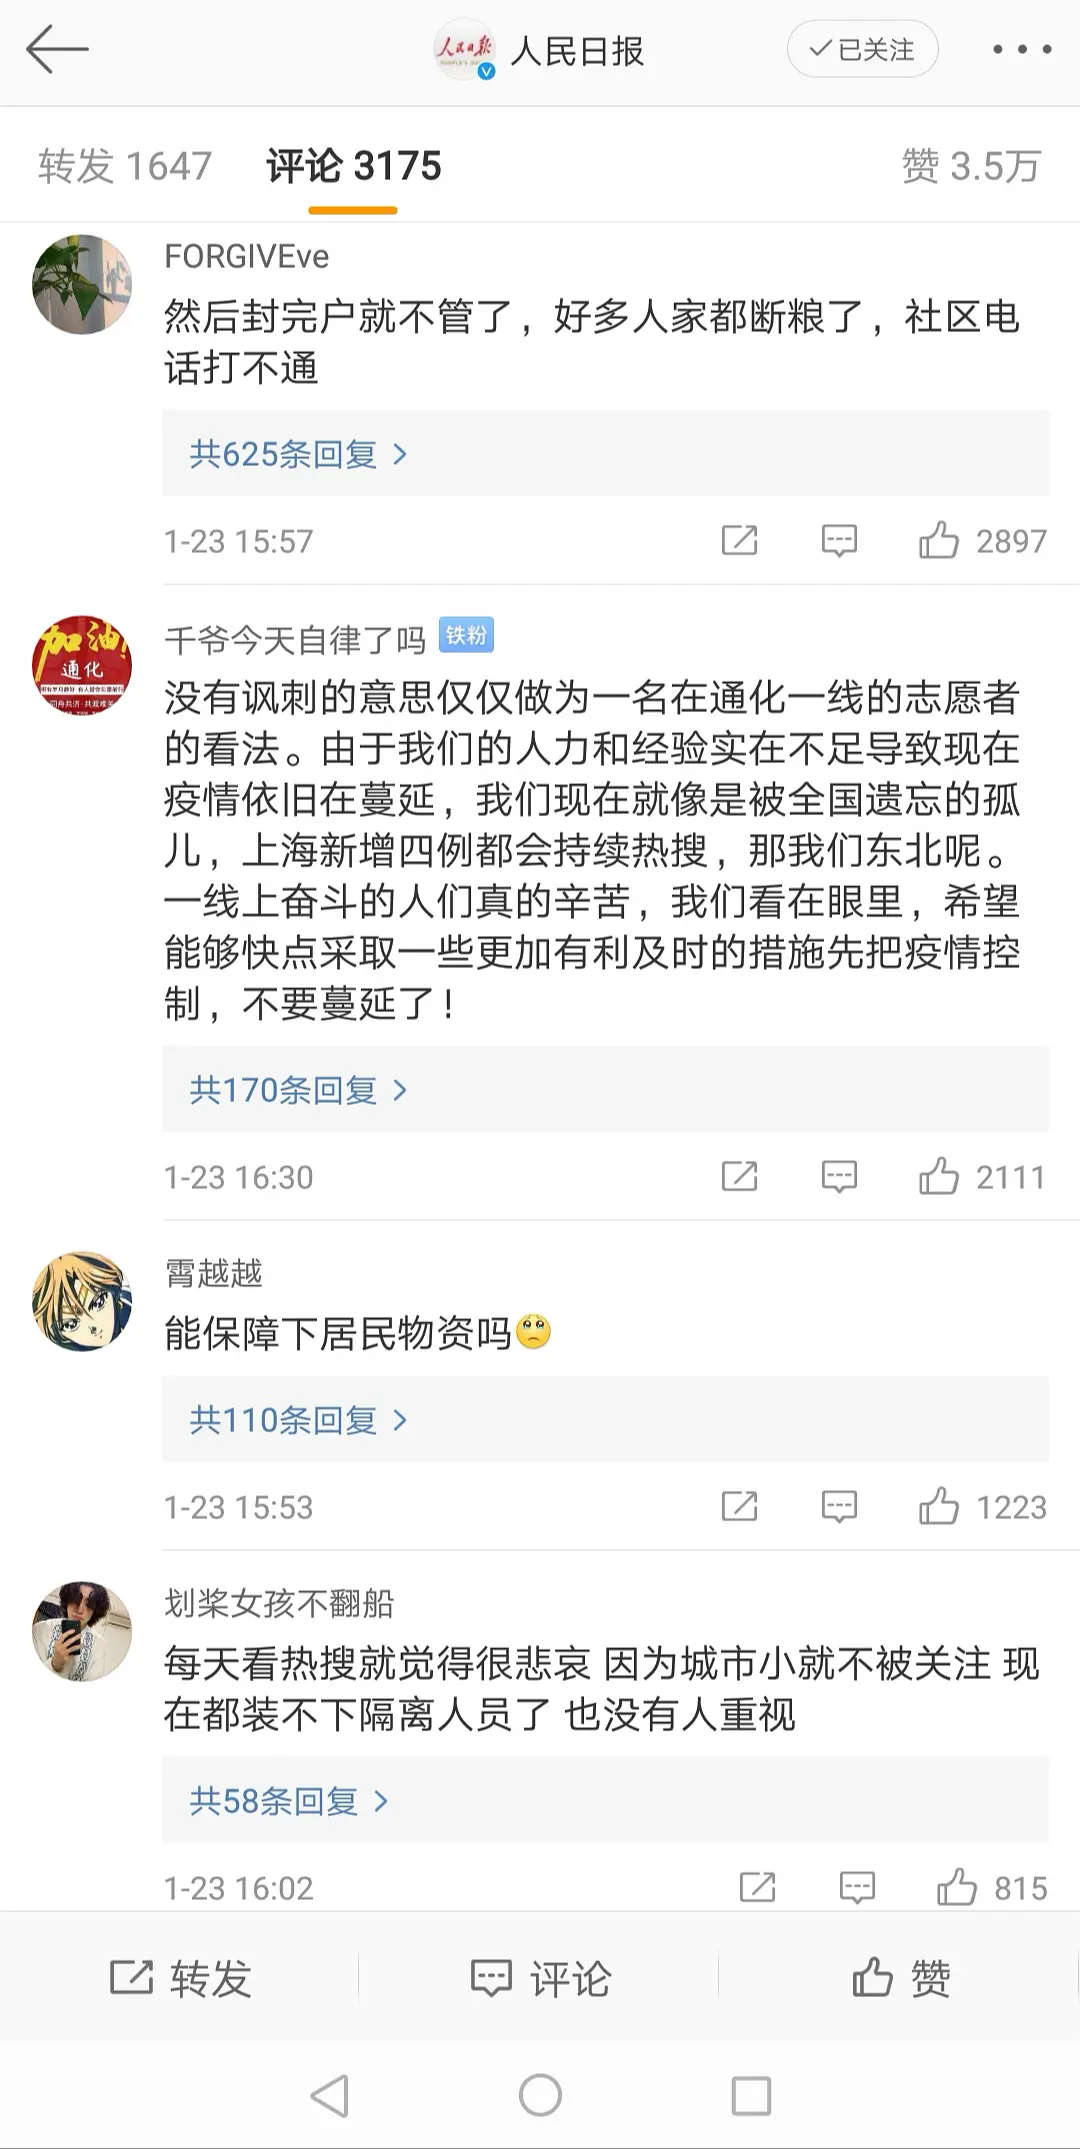 人民日报
人民日报
已关注
转发 1647
评论 3175
赞 3.5万
FORGIVEve
然后封完户就不管了，好多人家都断粮了，社区电
话打不通
共625条回复
1-23 15:57
2897
加油!
通化
千爷今天自律了吗 铁粉
没有讽刺的意思仅仅做为一名在通化一线的志愿者
的看法。由于我们的人力和经验实在不足导致现在
疫情依旧在蔓延，我们现在就像是被全国遗忘的孤
儿，上海新增四例都会持续热搜，那我们东北呢。
一线上奋斗的人们真的辛苦，我们看在眼里，希望
能够快点采取一些更加有利及时的措施先把疫情控
制，不要蔓延了！
共170条回复
1-23 16:30
2111
霄越越
能保障下居民物资吗
共110条回复
1-23 15:53
1223
划桨女孩不翻船
每天看热搜就觉得很悲哀 因为城市小就不被关注 现
在都装不下隔离人员了 也没有人重视
共58条回复
1-23 16:02
815
转发
评论
赞